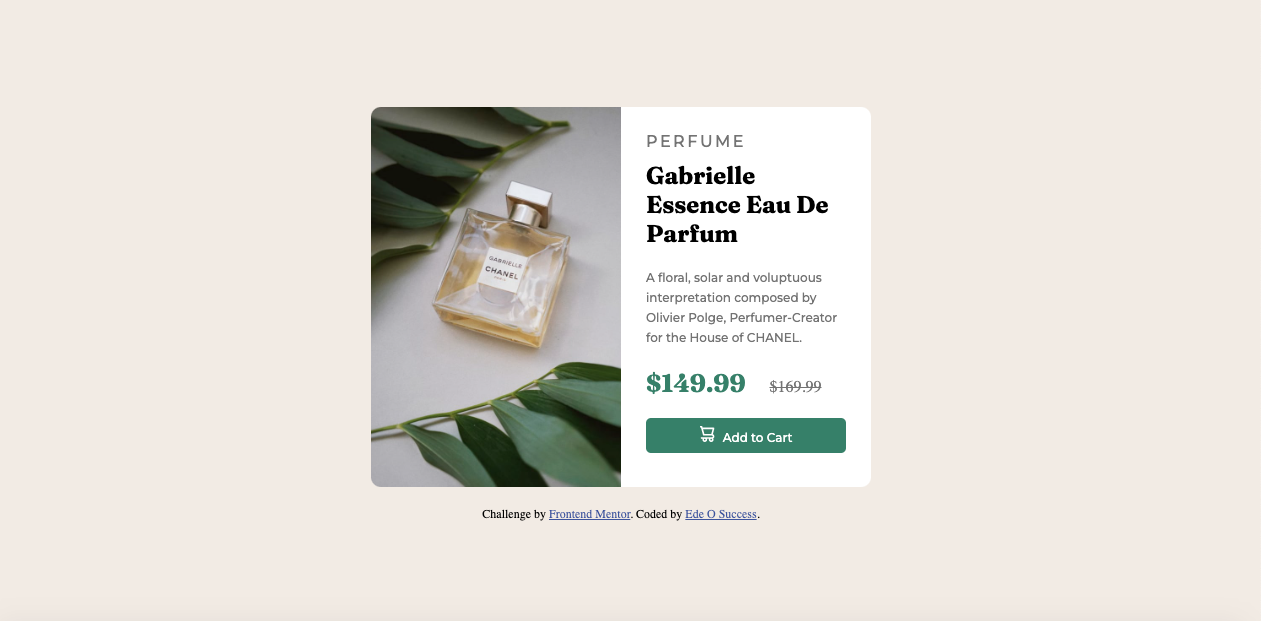 GABRIELLE
CHANEL
PERFUME
Gabrielle
Essence Eau De
Parfum
A floral, solar and voluptuous
interpretation composed by
Olivier Polge, Perfumer-Creator
for the House of CHANEL.
$149.99 $169.99
Add to Cart
Challenge by Frontend Mentor. Coded by Ede O Success.